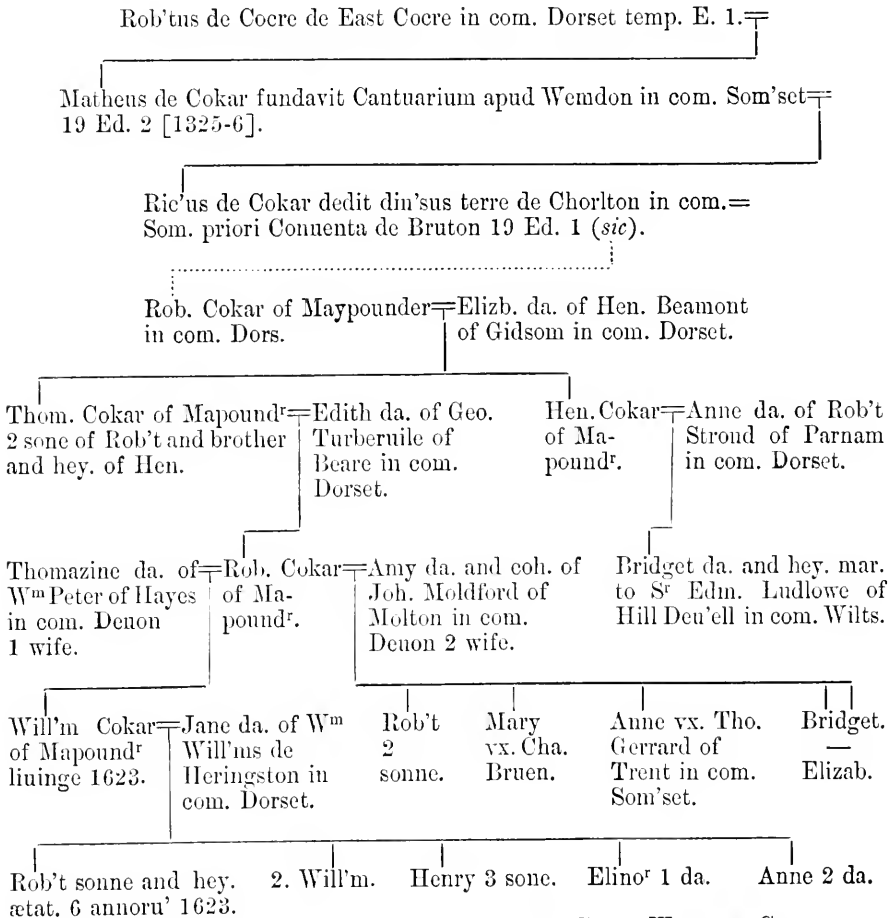 Rob'tus de Cocre de East Cocre in com. Dorset temp. E. 1.
Matheus de Cokar fundavit Cantuarium apud Wemdon in com. Som'set
19 Ed. 2 [1325-6].
Ric'us de Cokar dedit din'sus terre de Chorlton in com.
Som. priori Conuenta de Bruton 19 Ed. 1 (sic).
Rob. Cokar of Maypounder=Elizb. da. of Hen. Beamont
in com. Dors.
of Gidsom in com. Dorset.
Thom. Cokar of Mapoundr=Edith da. of Geo.
2 sone of Rob't and brother
and hey. of Hen.
Turberuile of
Beare in com.
Dorset.
Hen. Cokar=Anne da. of Rob't
of Ma-
poundr.
Stroud of Parnam
in com. Dorset.
Thomazine da. of=Rob. Cokar=Amy da. and coh. of
Wm Peter of Hayes
in com. Deuon
1 wife.
of Ma-
poundr.
Joh. Moldford of
Molton in com.
Deuon 2 wife.
Bridget da. and hey. mar.
to Sr Edm. Ludlowe of
Hill Deu'ell in com. Wilts.
Will'm Cokar=Jane da. of Wm
of Mapoundr
liuinge 1623.
Will'ms de
Heringston in
com. Dorset.
Rob't
2
sonne.
Mary
vx. Cha.
Bruen.
Anne vx. Tho.
Gerrard of
Trent in com.
Som'set.
Bridget.
—
Elizab.
Rob't sonne and hey.
ætat. 6 annoru' 1623.
2. Will'm.
Henry 3 sone.
Elinor 1 da.
Anne 2 da.